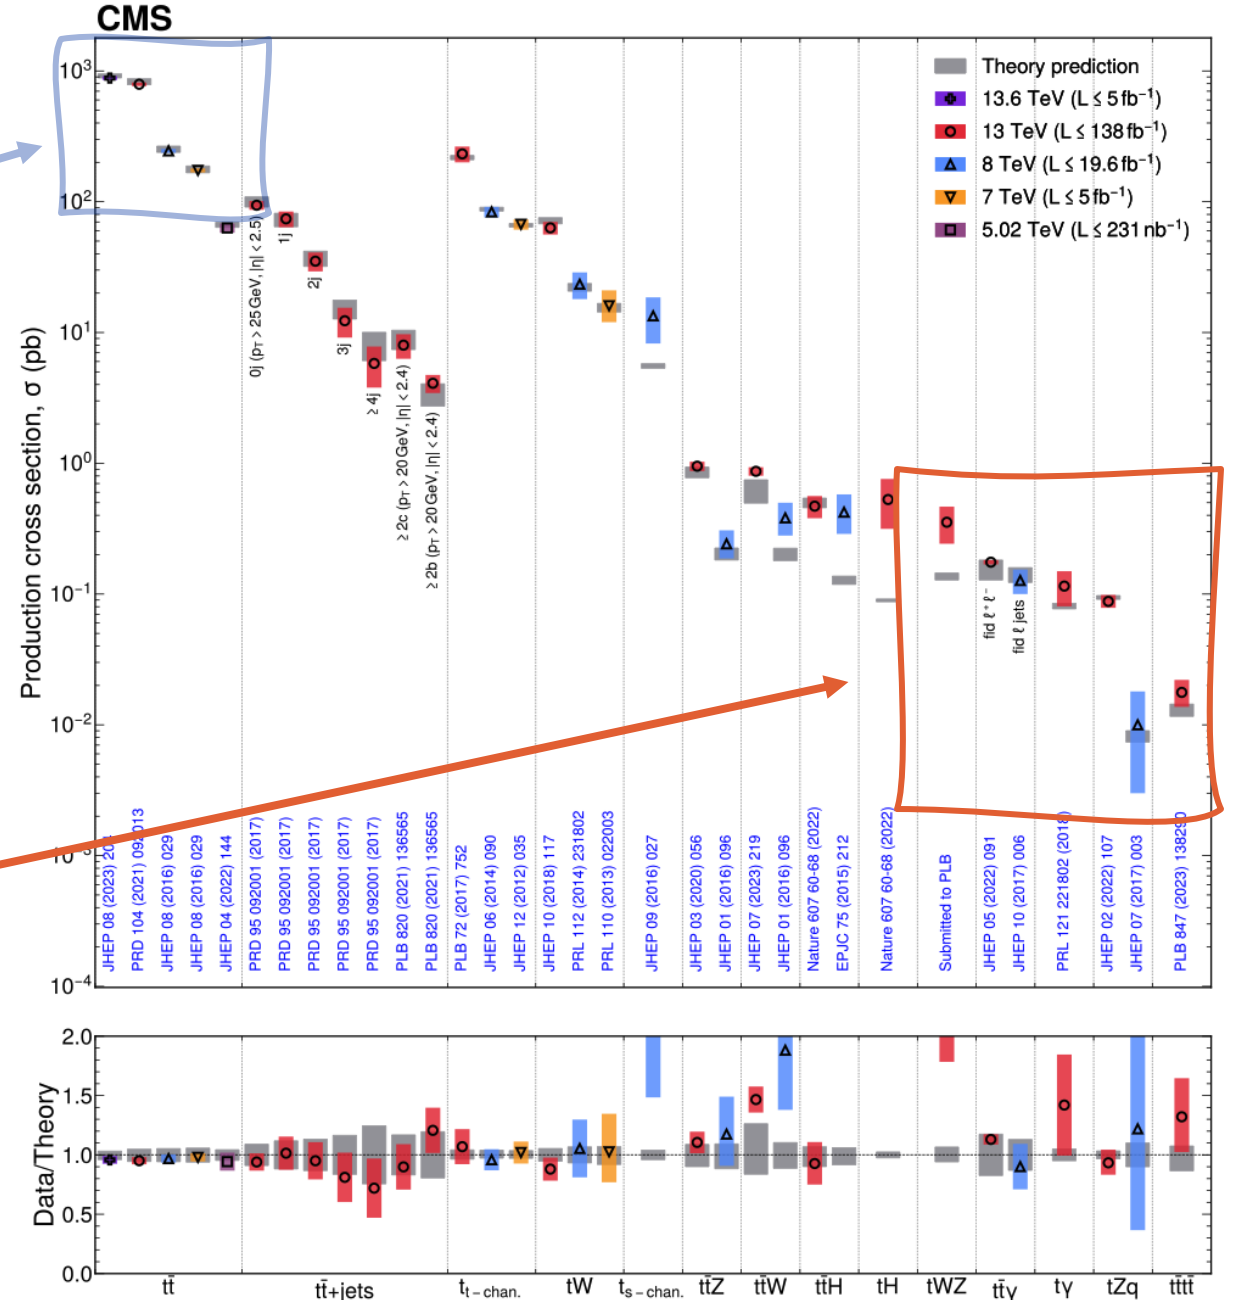 CMS
Production cross section, σ (pb)
10³
10²
10¹
10⁰
10⁻¹
10⁻²
10⁻³
10⁻⁴
Theory prediction
13.6 TeV (L ≤ 5 fb⁻¹)
13 TeV (L ≤ 138 fb⁻¹)
8 TeV (L ≤ 19.6 fb⁻¹)
7 TeV (L ≤ 5 fb⁻¹)
5.02 TeV (L ≤ 231 nb⁻¹)
0j (pT > 25 GeV, |η| < 2.5)
1j
2j
3j
≥ 4j
≥ 2c (pT > 20 GeV, |η| < 2.4)
≥ 2b (pT > 20 GeV, |η| < 2.4)
fid ℓ⁺ℓ⁻
fid ℓ jets
JHEP 08 (2023)
PRD 104 (2021) 092013
JHEP 08 (2016) 029
JHEP 08 (2016) 029
JHEP 04 (2022) 144
PRD 95 092001 (2017)
PRD 95 092001 (2017)
PRD 95 092001 (2017)
PRD 95 092001 (2017)
PRD 95 092001 (2017)
PLB 820 (2021) 136565
PLB 820 (2021) 136565
PLB 72 (2017) 752
JHEP 06 (2014) 090
JHEP 12 (2012) 035
JHEP 10 (2018) 117
PRL 112 (2014) 231802
PRL 110 (2013) 022003
JHEP 09 (2016) 027
JHEP 03 (2020) 056
JHEP 01 (2016) 096
JHEP 07 (2023) 219
JHEP 01 (2016) 096
Nature 607 60-68 (2022)
EPJC 75 (2015) 212
Nature 607 60-68 (2022)
Submitted to PLB
JHEP 05 (2022) 091
JHEP 10 (2017) 006
PRL 121 221802 (2018)
JHEP 02 (2022) 107
JHEP 07 (2017) 003
PLB 847 (2023) 138290
Data/Theory
2.0
1.5
1.0
0.5
0.0
tt̄
tt̄+jets
t t−chan.
tW
t s−chan.
tt̄Z
tt̄W
tt̄H
tH
tWZ
tt̄γ
tγ
tZq
tt̄tt̄